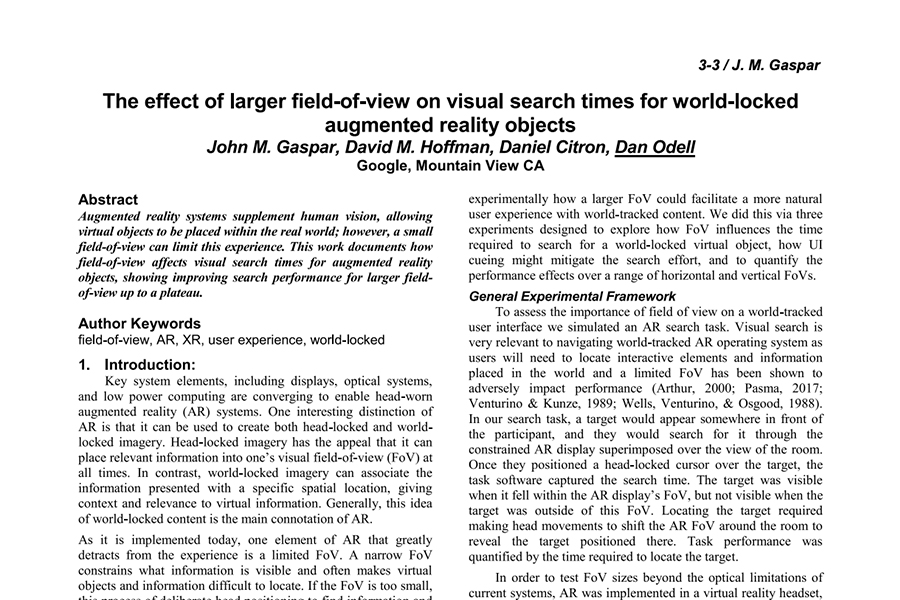 3-3 / J. M. Gaspar
The effect of larger field-of-view on visual search times for world-locked
augmented reality objects
John M. Gaspar, David M. Hoffman, Daniel Citron, Dan Odell
Google, Mountain View CA
Abstract
Augmented reality systems supplement human vision, allowing
virtual objects to be placed within the real world; however, a small
field-of-view can limit this experience. This work documents how
field-of-view affects visual search times for augmented reality
objects, showing improving search performance for larger field-
of-view up to a plateau.
Author Keywords
field-of-view, AR, XR, user experience, world-locked
1. Introduction:
Key system elements, including displays, optical systems,
and low power computing are converging to enable head-worn
augmented reality (AR) systems. One interesting distinction of
AR is that it can be used to create both head-locked and world-
locked imagery. Head-locked imagery has the appeal that it can
place relevant information into one's visual field-of-view (FoV) at
all times. In contrast, world-locked imagery can associate the
information presented with a specific spatial location, giving
context and relevance to virtual information. Generally, this idea
of world-locked content is the main connotation of AR.
As it is implemented today, one element of AR that greatly
detracts from the experience is a limited FoV. A narrow FoV
constrains what information is visible and often makes virtual
objects and information difficult to locate. If the FoV is too small,
this process of deliberate head positioning to find information and
experimentally how a larger FoV could facilitate a more natural
user experience with world-tracked content. We did this via three
experiments designed to explore how FoV influences the time
required to search for a world-locked virtual object, how UI
cueing might mitigate the search effort, and to quantify the
performance effects over a range of horizontal and vertical FoVs.
General Experimental Framework
To assess the importance of field of view on a world-tracked
user interface we simulated an AR search task. Visual search is
very relevant to navigating world-tracked AR operating system as
users will need to locate interactive elements and information
placed in the world and a limited FoV has been shown to
adversely impact performance (Arthur, 2000; Pasma, 2017;
Venturino & Kunze, 1989; Wells, Venturino, & Osgood, 1988).
In our search task, a target would appear somewhere in front of
the participant, and they would search for it through the
constrained AR display superimposed over the view of the room.
Once they positioned a head-locked cursor over the target, the
task software captured the search time. The target was visible
when it fell within the AR display's FoV, but not visible when the
target was outside of this FoV. Locating the target required
making head movements to shift the AR FoV around the room to
reveal the target positioned there. Task performance was
quantified by the time required to locate the target.
In order to test FoV sizes beyond the optical limitations of
current systems, AR was implemented in a virtual reality headset,